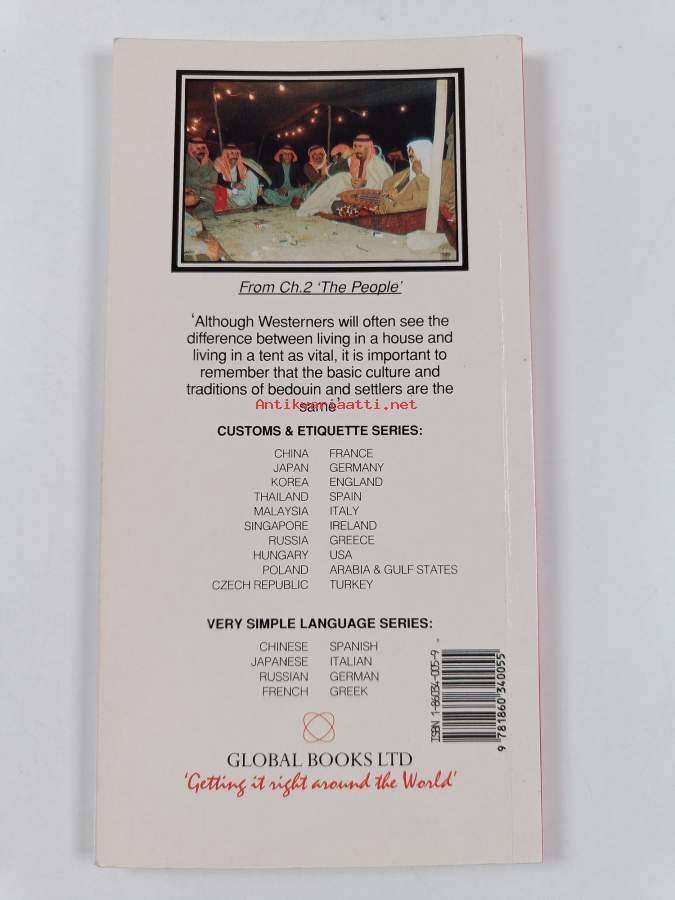 From Ch.2 'The People'
'Although Westerners will often see the
difference between living in a house and
living in a tent as vital, it is important to
remember that the basic culture and
traditions of bedouin and settlers are the
same'
Antikvariaatti.net
CUSTOMS & ETIQUETTE SERIES:
CHINA FRANCE
JAPAN GERMANY
KOREA ENGLAND
THAILAND SPAIN
MALAYSIA ITALY
SINGAPORE IRELAND
RUSSIA GREECE
HUNGARY USA
POLAND ARABIA & GULF STATES
CZECH REPUBLIC TURKEY
VERY SIMPLE LANGUAGE SERIES:
CHINESE SPANISH
JAPANESE ITALIAN
RUSSIAN GERMAN
FRENCH GREEK
ISBN 1-86034-005-9
9 781860 340055
GLOBAL BOOKS LTD
'Getting it right around the World'